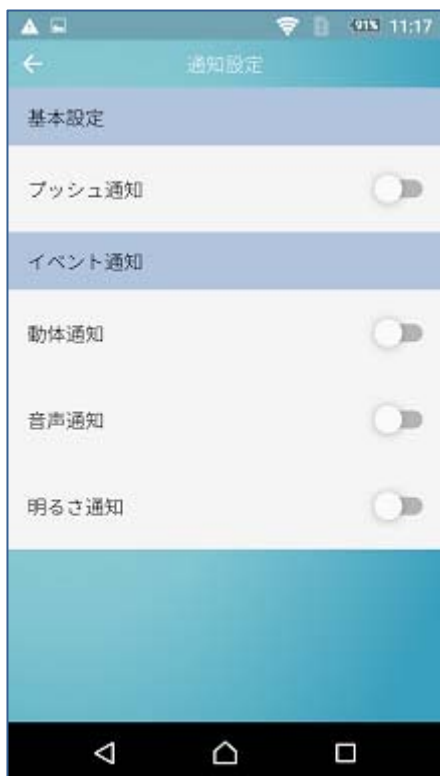 91% 11:17
通知設定
基本設定
プッシュ通知
イベント通知
動体通知
音声通知
明るさ通知